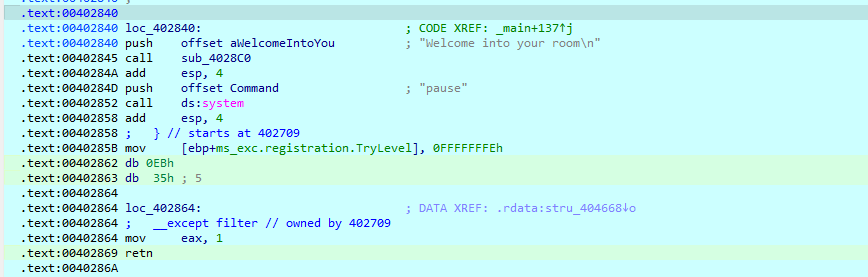 .text:00402840
.text:00402840 loc_402840: ; CODE XREF: _main+137↑j
.text:00402840 push offset aWelcomeIntoYou ; "Welcome into your room\n"
.text:00402845 call sub_4028C0
.text:0040284A add esp, 4
.text:0040284D push offset Command ; "pause"
.text:00402852 call ds:system
.text:00402858 add esp, 4
.text:00402858 ; } // starts at 402709
.text:0040285B mov [ebp+ms_exc.registration.TryLevel], 0FFFFFFFEh
.text:00402862 db 0EBh
.text:00402863 db 35h ; 5
.text:00402864
.text:00402864 loc_402864: ; DATA XREF: .rdata:stru_404668↓o
.text:00402864 ; __except filter // owned by 402709
.text:00402864 mov eax, 1
.text:00402869 retn
.text:0040286A